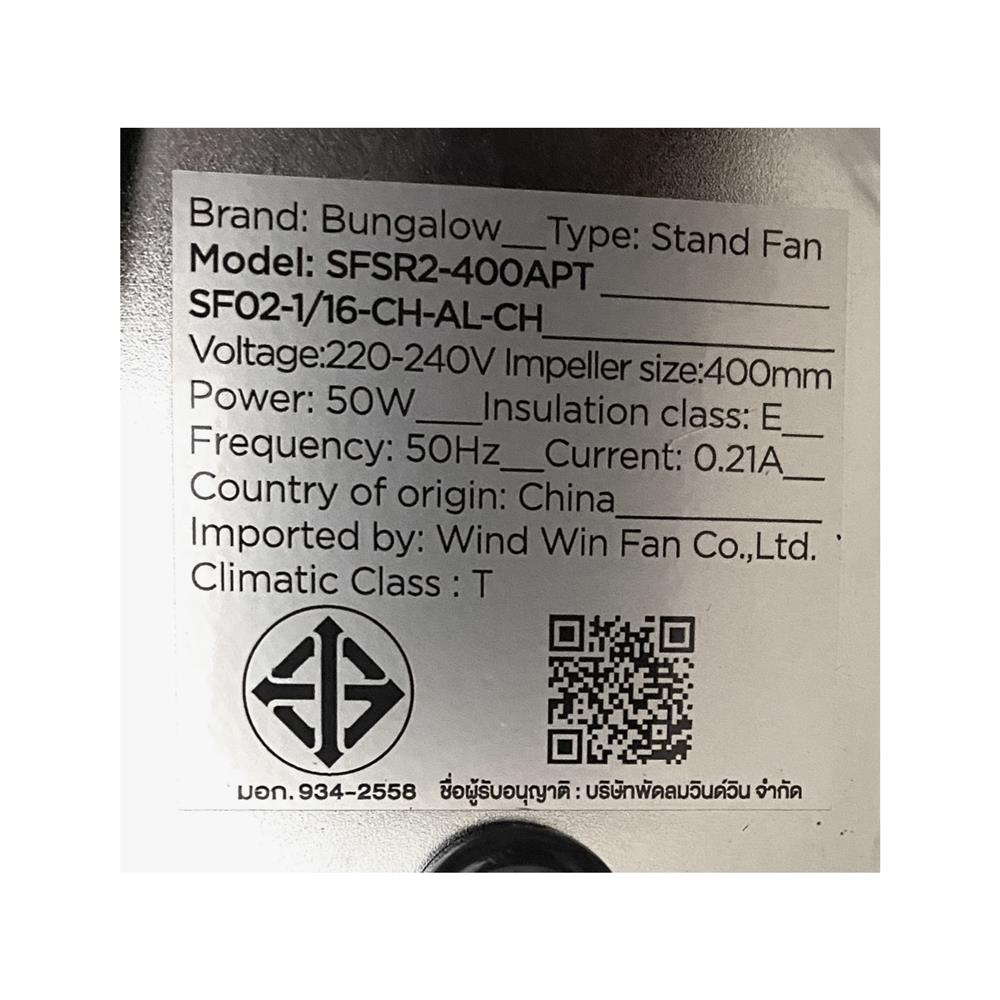 Brand: Bungalow__Type: Stand Fan
Model: SFSR2-400APT____________
SF02-1/16-CH-AL-CH_______________
Voltage:220-240V Impeller size:400mm
Power: 50W___Insulation class: E__
Frequency: 50Hz__Current: 0.21A__
Country of origin: China__________
Imported by: Wind Win Fan Co.,Ltd.
Climatic Class : T
มอก. 934-2558 ชื่อผู้รับอนุญาติ : บริษัทพัดลมวินด์วิน จำกัด